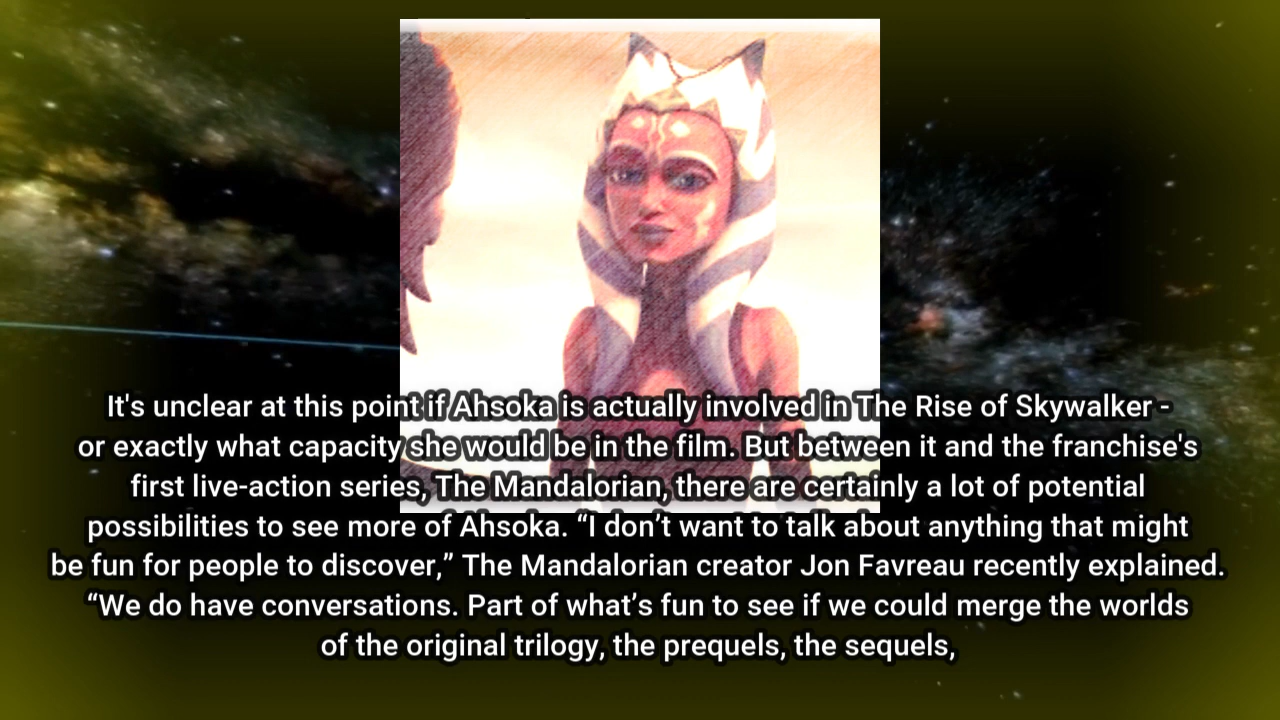 It's unclear at this point if Ahsoka is actually involved in The Rise of Skywalker -
or exactly what capacity she would be in the film. But between it and the franchise's
first live-action series, The Mandalorian, there are certainly a lot of potential
possibilities to see more of Ahsoka. “I don’t want to talk about anything that might
be fun for people to discover,” The Mandalorian creator Jon Favreau recently explained.
“We do have conversations. Part of what’s fun to see if we could merge the worlds
of the original trilogy, the prequels, the sequels,